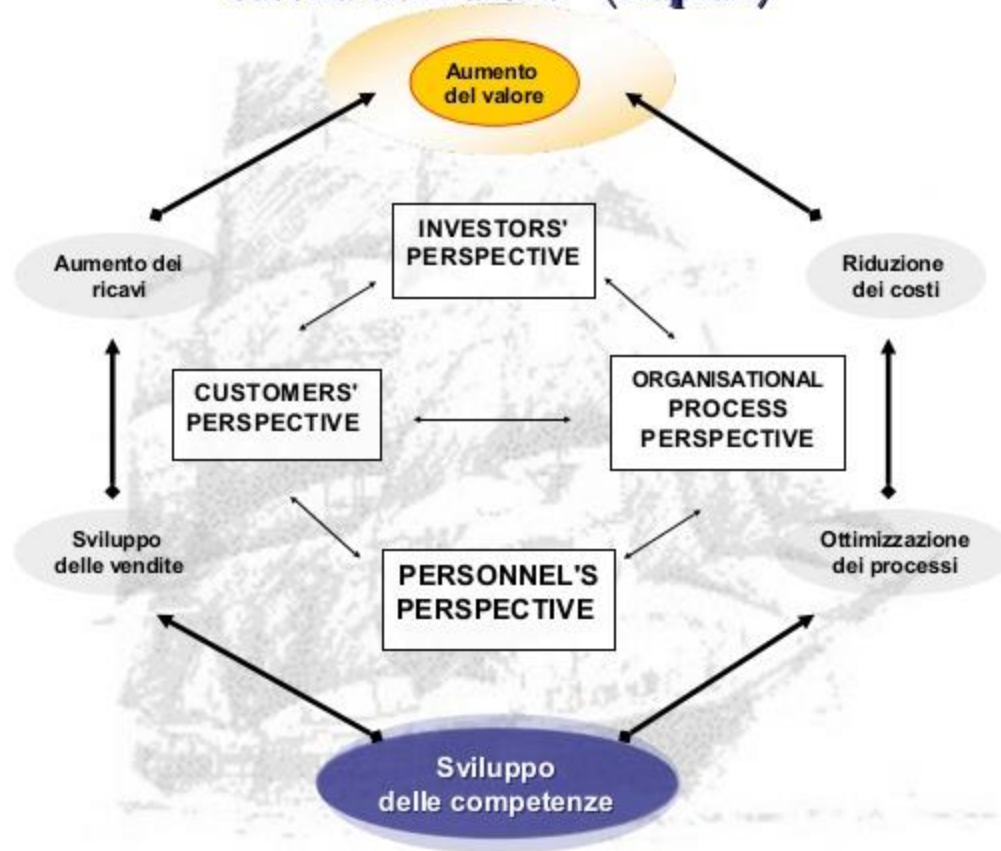 Aumento
del valore
INVESTORS'
PERSPECTIVE
Aumento dei
ricavi
Riduzione
dei costi
CUSTOMERS'
PERSPECTIVE
ORGANISATIONAL
PROCESS
PERSPECTIVE
Sviluppo
delle vendite
Ottimizzazione
dei processi
PERSONNEL'S
PERSPECTIVE
Sviluppo
delle competenze